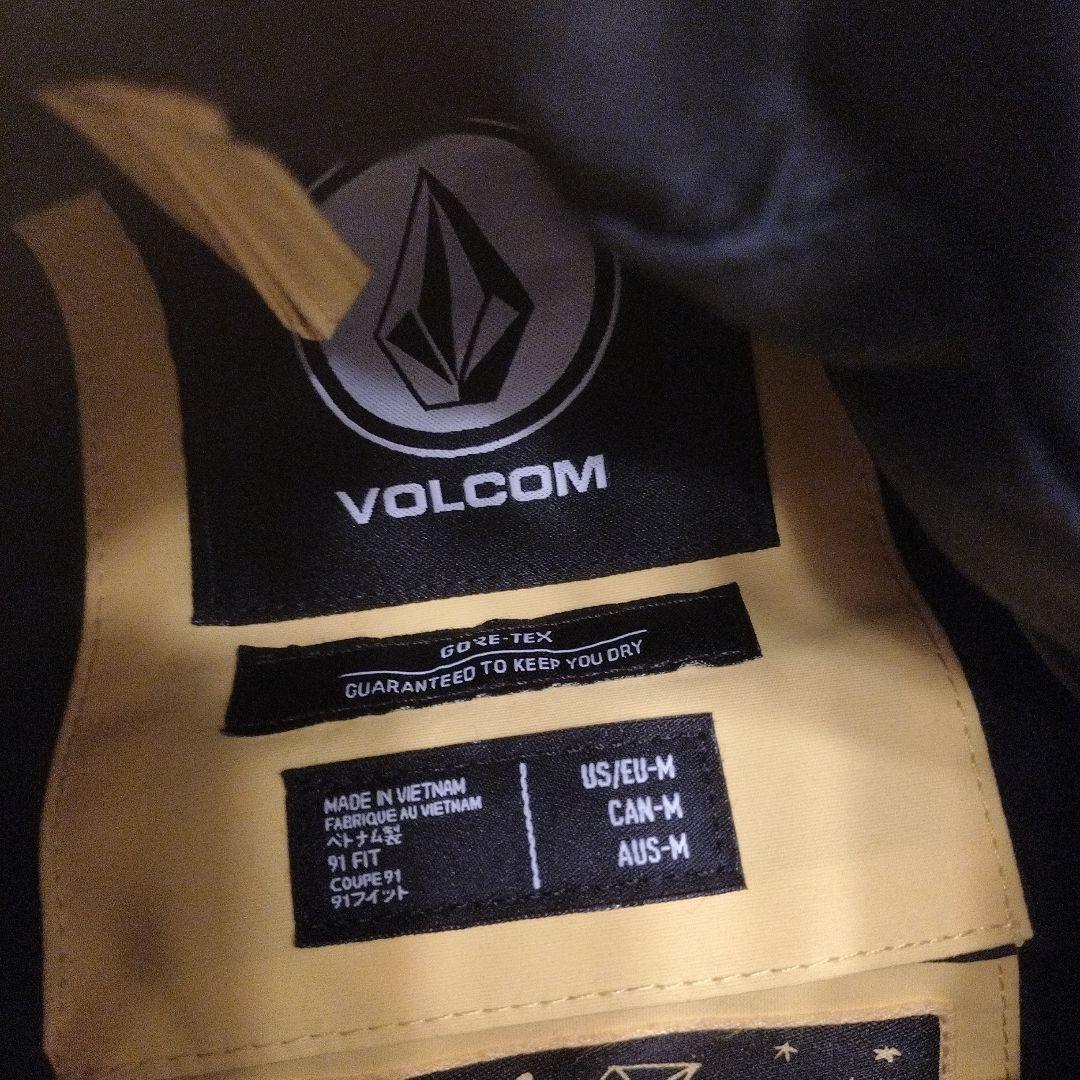 VOLCOM
GORE-TEX
GUARANTEED TO KEEP YOU DRY
MADE IN VIETNAM
FABRIQUE AU VIETNAM
ベトナム製
91 FIT
COUPE 91
91フィット
US/EU-M
CAN-M
AUS-M